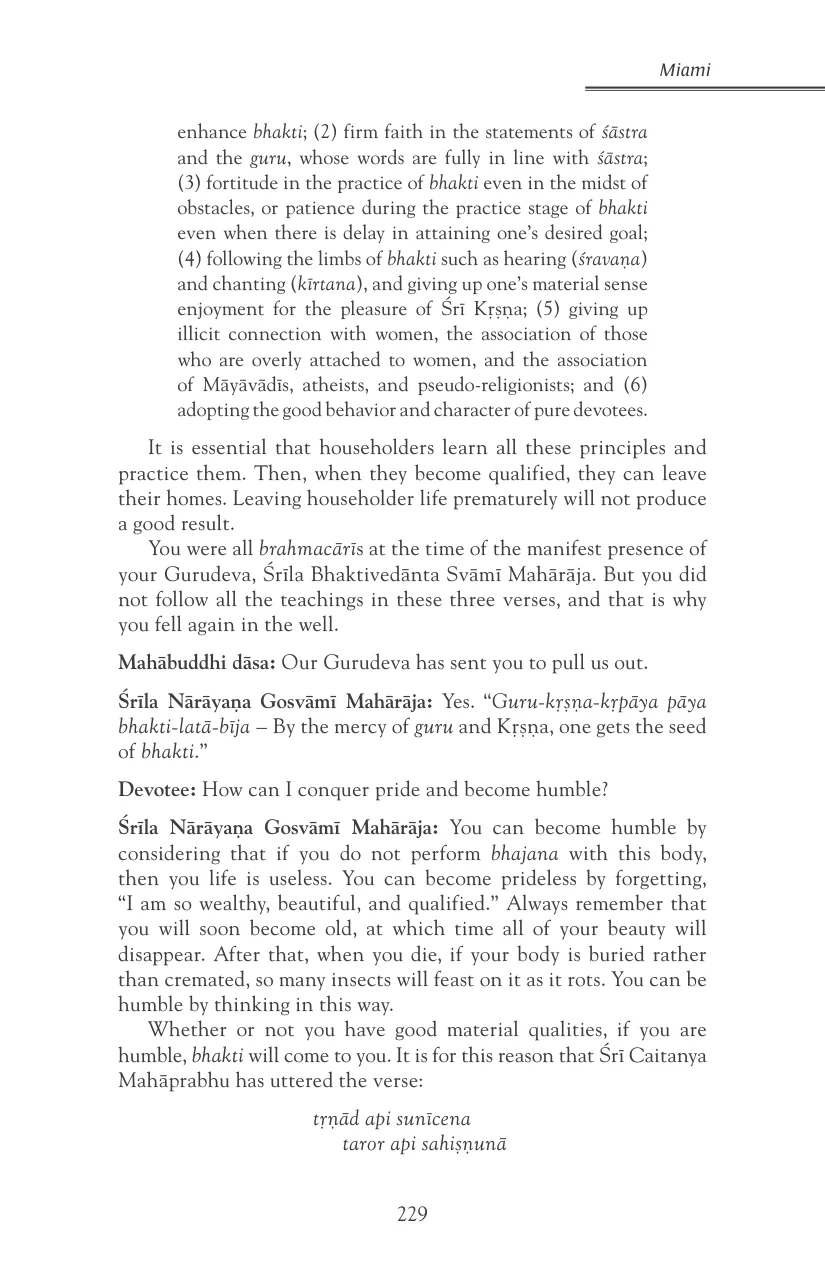 Miami
enhance bhakti; (2) firm faith in the statements of śāstra
and the guru, whose words are fully in line with śāstra;
(3) fortitude in the practice of bhakti even in the midst of
obstacles, or patience during the practice stage of bhakti
even when there is delay in attaining one’s desired goal;
(4) following the limbs of bhakti such as hearing (śravaṇa)
and chanting (kīrtana), and giving up one’s material sense
enjoyment for the pleasure of Śrī Kṛṣṇa; (5) giving up
illicit connection with women, the association of those
who are overly attached to women, and the association
of Māyāvādīs, atheists, and pseudo-religionists; and (6)
adopting the good behavior and character of pure devotees.
It is essential that householders learn all these principles and
practice them. Then, when they become qualified, they can leave
their homes. Leaving householder life prematurely will not produce
a good result.
You were all brahmacārīs at the time of the manifest presence of
your Gurudeva, Śrīla Bhaktivedānta Svāmī Mahārāja. But you did
not follow all the teachings in these three verses, and that is why
you fell again in the well.
Mahābuddhi dāsa: Our Gurudeva has sent you to pull us out.
Śrīla Nārāyaṇa Gosvāmī Mahārāja: Yes. “Guru-kṛṣṇa-kṛpāya pāya
bhakti-latā-bīja – By the mercy of guru and Kṛṣṇa, one gets the seed
of bhakti.”
Devotee: How can I conquer pride and become humble?
Śrīla Nārāyaṇa Gosvāmī Mahārāja: You can become humble by
considering that if you do not perform bhajana with this body,
then you life is useless. You can become prideless by forgetting,
“I am so wealthy, beautiful, and qualified.” Always remember that
you will soon become old, at which time all of your beauty will
disappear. After that, when you die, if your body is buried rather
than cremated, so many insects will feast on it as it rots. You can be
humble by thinking in this way.
Whether or not you have good material qualities, if you are
humble, bhakti will come to you. It is for this reason that Śrī Caitanya
Mahāprabhu has uttered the verse:
tṛṇād api sunīcena
taror api sahiṣṇunā
229